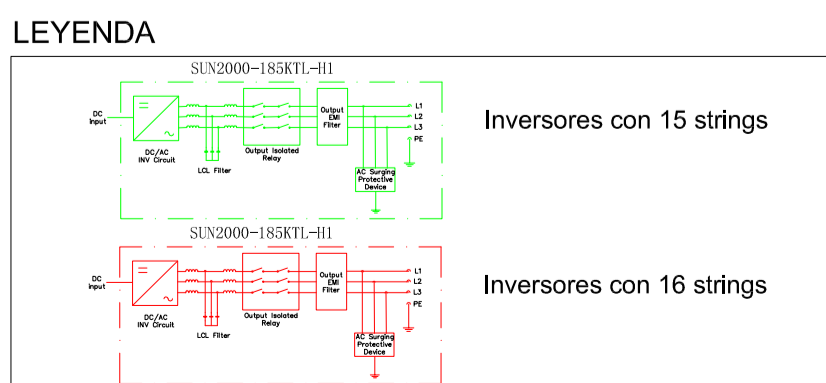 LEYENDA
SUN2000-185KTL-H1
DC
Input
DC/AC
INV Circuit
LCL Filter
Output Isolated
Relay
Output
EMI
Filter
L1
L2
L3
PE
AC Surging
Protective
Device
Inversores con 15 strings
SUN2000-185KTL-H1
DC
Input
DC/AC
INV Circuit
LCL Filter
Output Isolated
Relay
Output
EMI
Filter
L1
L2
L3
PE
AC Surging
Protective
Device
Inversores con 16 strings